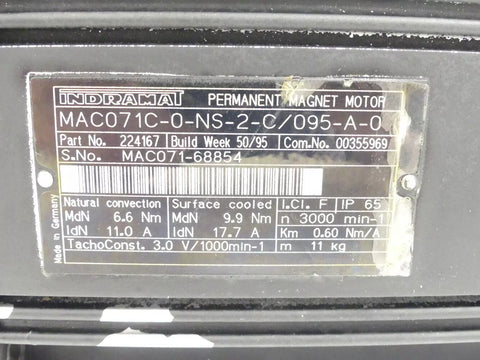 INDRAMAT PERMANENT MAGNET MOTOR
MAC071C-0-NS-2-C/095-A-0
Part No. 224167 Build Week 50/95 Com.No. 00355969
S.No. MAC071-68854
Natural convection Surface cooled I.Cl. F IP 65
MdN 6.6 Nm MdN 9.9 Nm n 3000 min-1
IdN 11.0 A IdN 17.7 A Km 0.60 Nm/A
TachoConst. 3.0 V/1000min-1 m 11 kg
Made in Germany